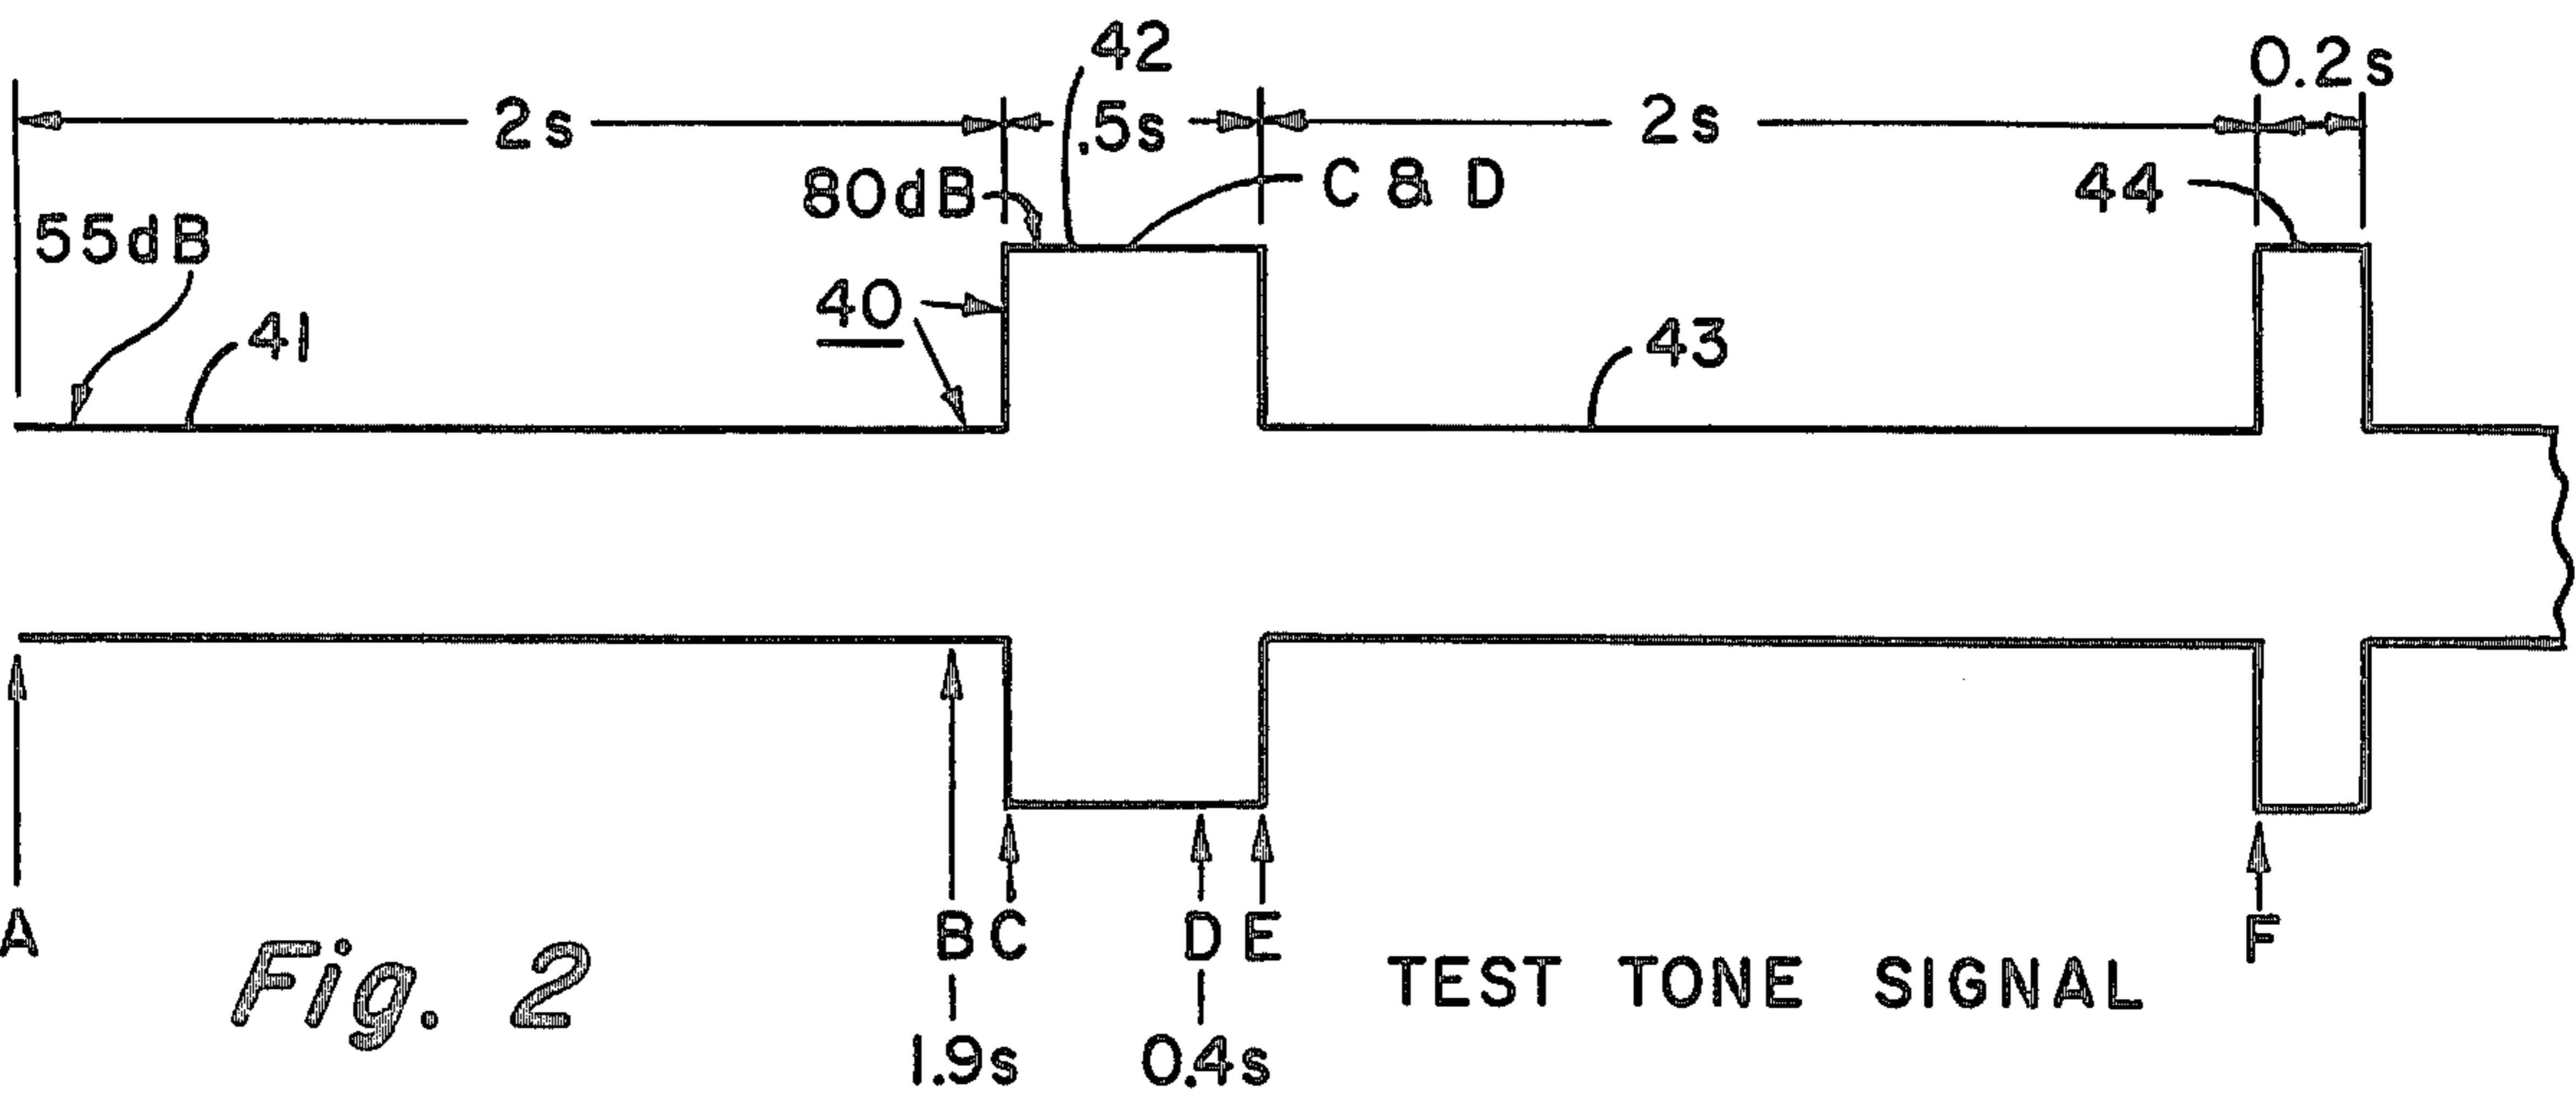 42
0.2s
2s
.5s
2s
80dB
C & D
44
55dB
40
41
43
A
B
C
D
E
F
1.9s
0.4s
Fig. 2
TEST TONE SIGNAL